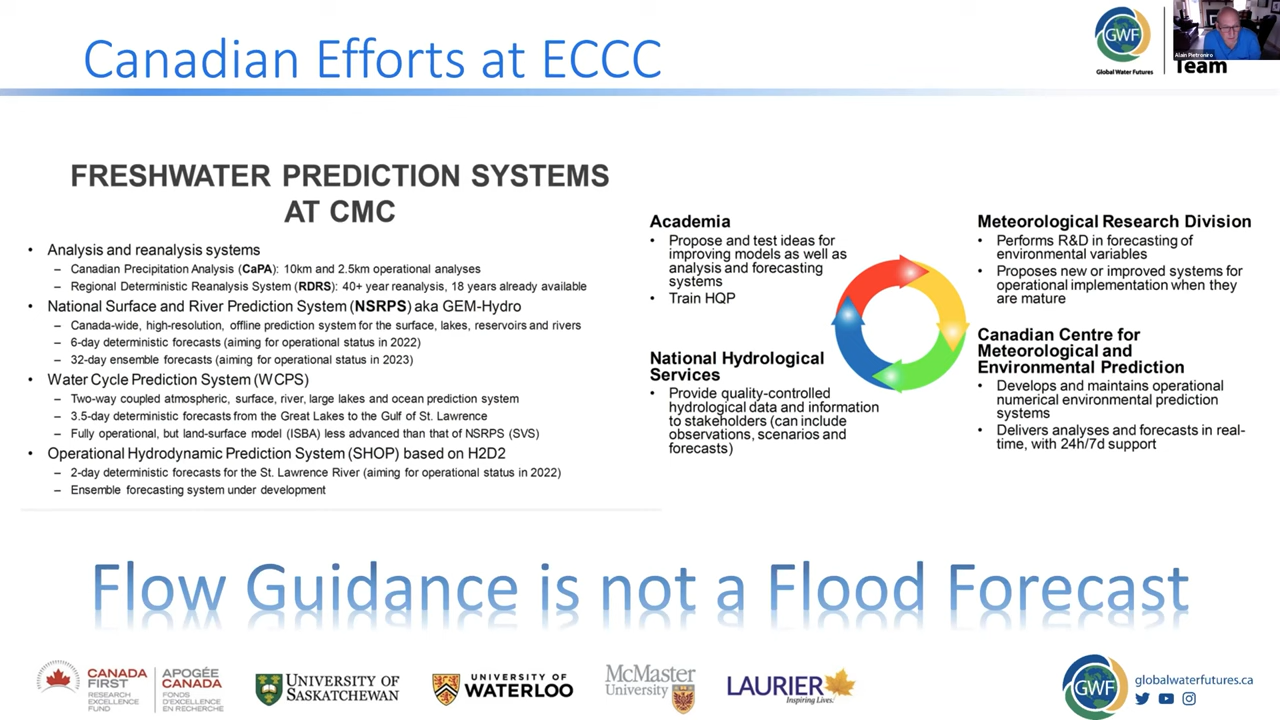 Canadian Efforts at ECCC
GWF
Global Water Futures
Alain Pietroniro
Team
FRESHWATER PREDICTION SYSTEMS
AT CMC
• Analysis and reanalysis systems
– Canadian Precipitation Analysis (CaPA): 10km and 2.5km operational analyses
– Regional Deterministic Reanalysis System (RDRS): 40+ year reanalysis, 18 years already available
• National Surface and River Prediction System (NSRPS) aka GEM-Hydro
– Canada-wide, high-resolution, offline prediction system for the surface, lakes, reservoirs and rivers
– 6-day deterministic forecasts (aiming for operational status in 2022)
– 32-day ensemble forecasts (aiming for operational status in 2023)
• Water Cycle Prediction System (WCPS)
– Two-way coupled atmospheric, surface, river, large lakes and ocean prediction system
– 3.5-day deterministic forecasts from the Great Lakes to the Gulf of St. Lawrence
– Fully operational, but land-surface model (ISBA) less advanced than that of NSRPS (SVS)
• Operational Hydrodynamic Prediction System (SHOP) based on H2D2
– 2-day deterministic forecasts for the St. Lawrence River (aiming for operational status in 2022)
– Ensemble forecasting system under development
Academia
• Propose and test ideas for
improving models as well as
analysis and forecasting
systems
• Train HQP
National Hydrological
Services
• Provide quality-controlled
hydrological data and information
to stakeholders (can include
observations, scenarios and
forecasts)
Meteorological Research Division
• Performs R&D in forecasting of
environmental variables
• Proposes new or improved systems for
operational implementation when they
are mature
Canadian Centre for
Meteorological and
Environmental Prediction
• Develops and maintains operational
numerical environmental prediction
systems
• Delivers analyses and forecasts in real-
time, with 24h/7d support
Flow Guidance is not a Flood Forecast
CANADA
FIRST
RESEARCH
EXCELLENCE
FUND
APOGÉE
CANADA
FONDS
D'EXCELLENCE
EN RECHERCHE
UNIVERSITY OF
SASKATCHEWAN
UNIVERSITY OF
WATERLOO
McMaster
University
LAURIER
Inspiring Lives.
GWF
globalwaterfutures.ca